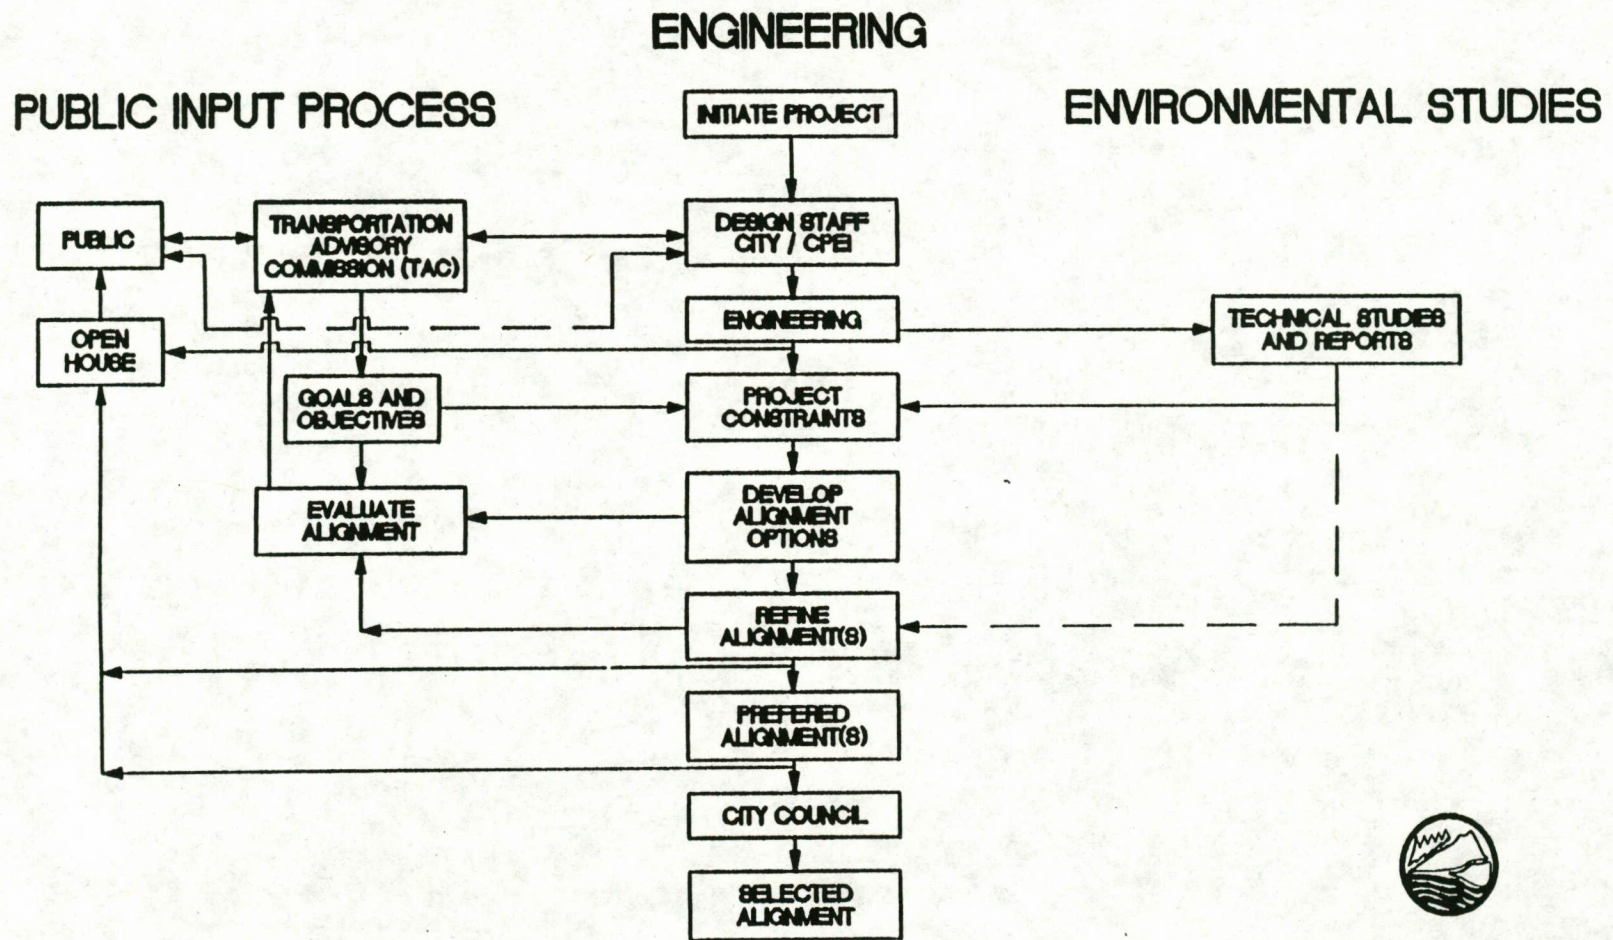 ENGINEERING
PUBLIC INPUT PROCESS
ENVIRONMENTAL STUDIES
INITIATE PROJECT
PUBLIC
TRANSPORTATION
ADVISORY
COMMISSION (TAC)
DESIGN STAFF
CITY / CPEI
OPEN
HOUSE
ENGINEERING
TECHNICAL STUDIES
AND REPORTS
GOALS AND
OBJECTIVES
PROJECT
CONSTRAINTS
EVALUATE
ALIGNMENT
DEVELOP
ALIGNMENT
OPTIONS
REFINE
ALIGNMENT(S)
PREFERED
ALIGNMENT(S)
CITY COUNCIL
SELECTED
ALIGNMENT